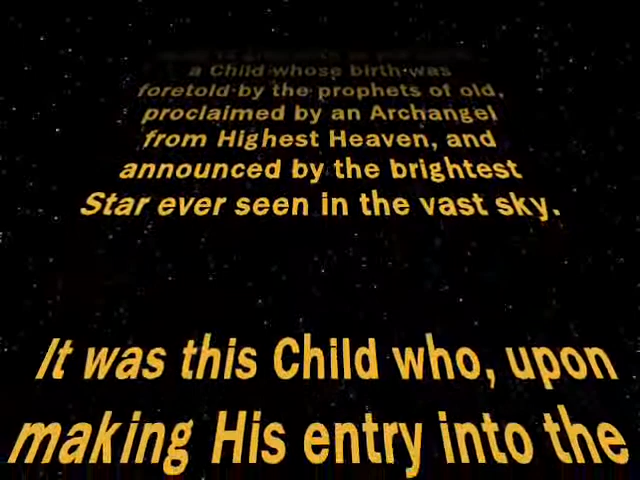 a Child whose birth was
foretold by the prophets of old,
proclaimed by an Archangel
from Highest Heaven, and
announced by the brightest
Star ever seen in the vast sky.
It was this Child who, upon
making His entry into the